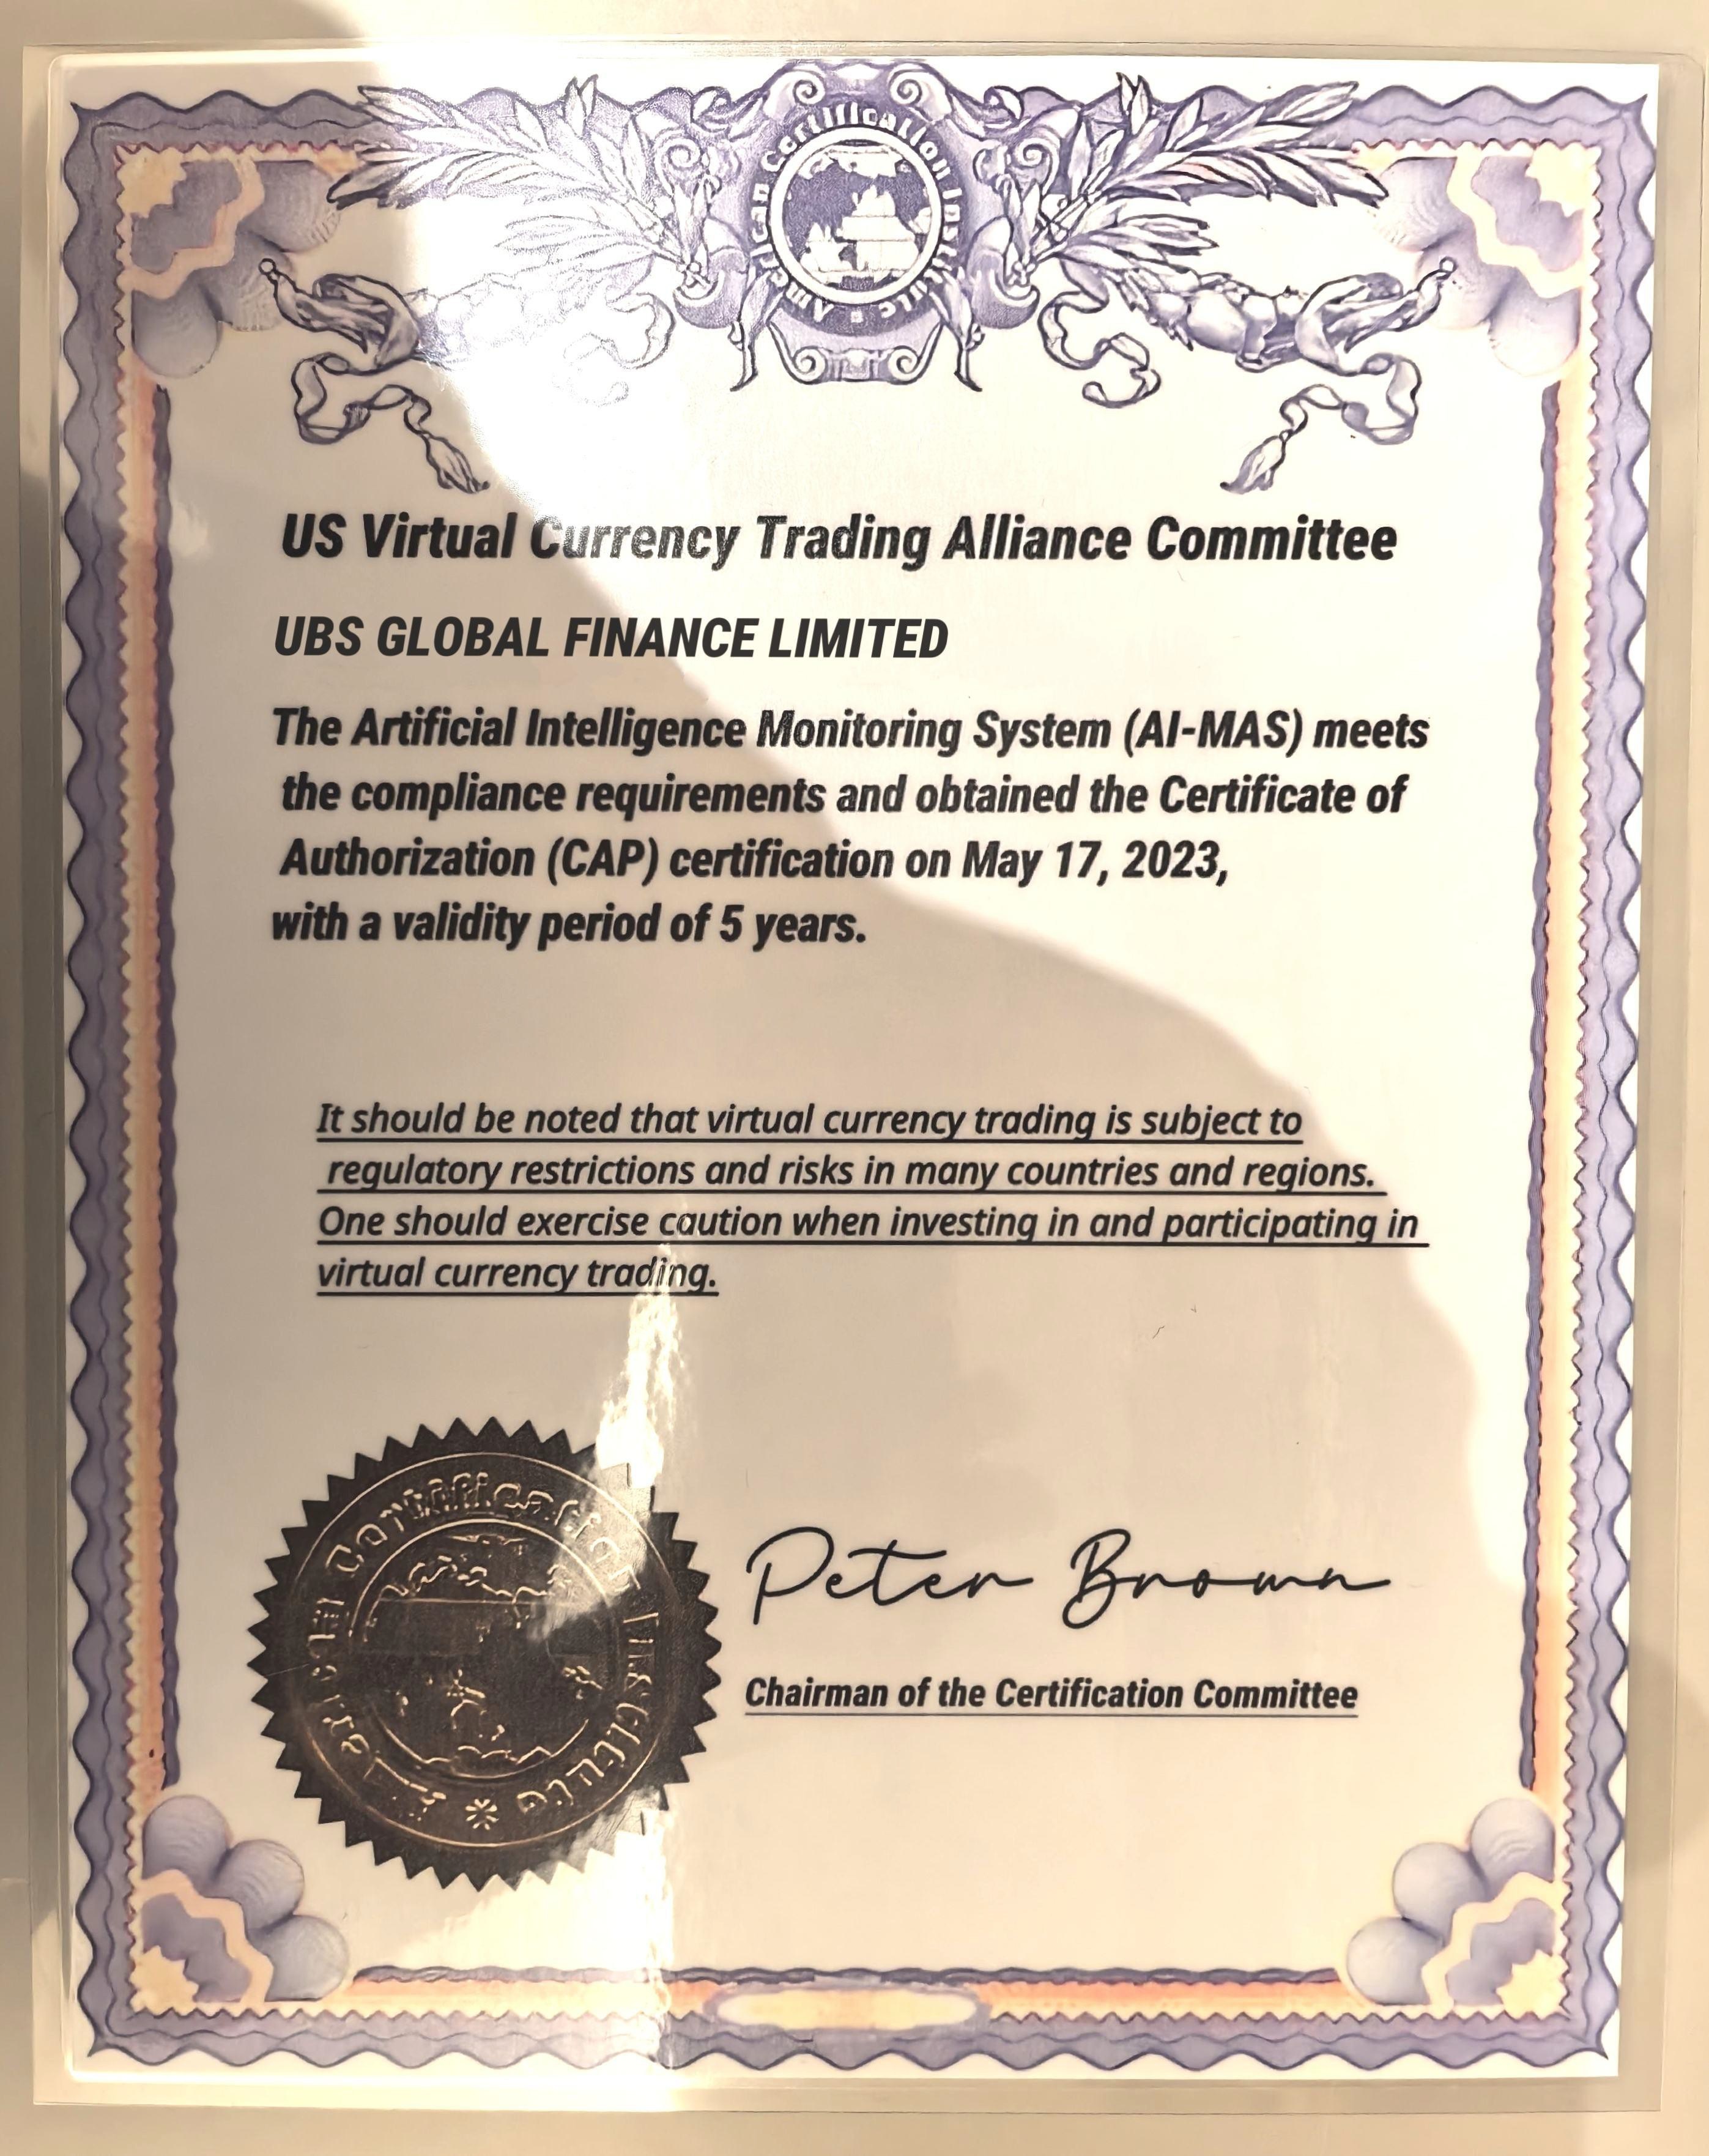 American Certification Institute
US Virtual Currency Trading Alliance Committee
UBS GLOBAL FINANCE LIMITED
The Artificial Intelligence Monitoring System (AI-MAS) meets
the compliance requirements and obtained the Certificate of
Authorization (CAP) certification on May 17, 2023,
with a validity period of 5 years.
It should be noted that virtual currency trading is subject to
regulatory restrictions and risks in many countries and regions.
One should exercise caution when investing in and participating in
virtual currency trading.
Peter Brown
Chairman of the Certification Committee